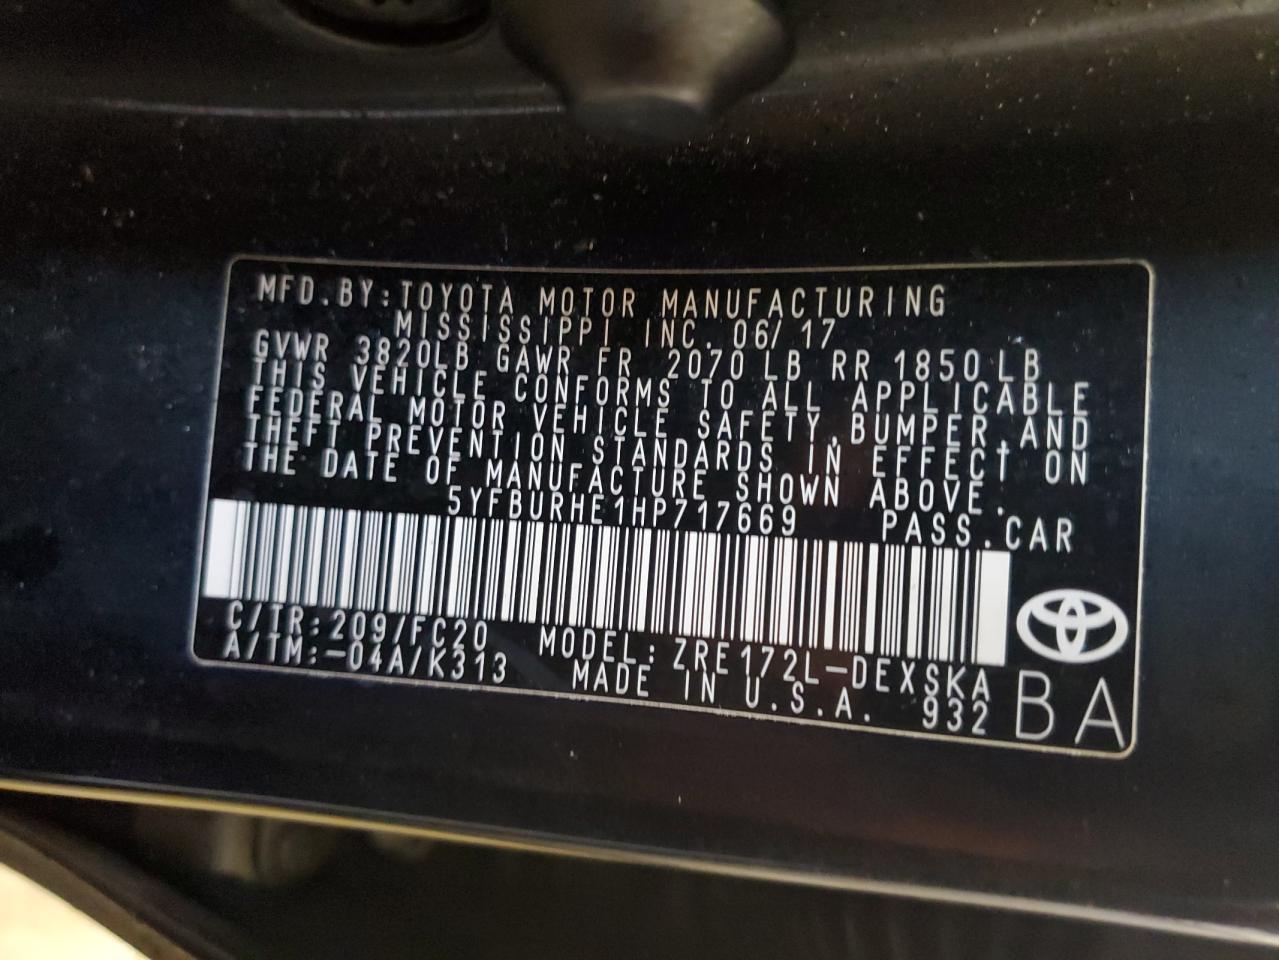 MFD.BY:TOYOTA MOTOR MANUFACTURING
MISSISSIPPI, INC. 06/17
GVWR 3820LB GAWR FR 2070 LB RR 1850 LB
THIS VEHICLE CONFORMS TO ALL APPLICABLE
FEDERAL MOTOR VEHICLE SAFETY,BUMPER,AND
THEFT PREVENTION STANDARDS IN EFFECT ON
THE DATE OF MANUFACTURE SHOWN ABOVE.
5YFBURHE1HP717669 PASS.CAR
C/TR:209/FC20 MODEL:ZRE172L-DEXSKA
A/TM:-04A/K313 MADE IN U.S.A. 932
BA